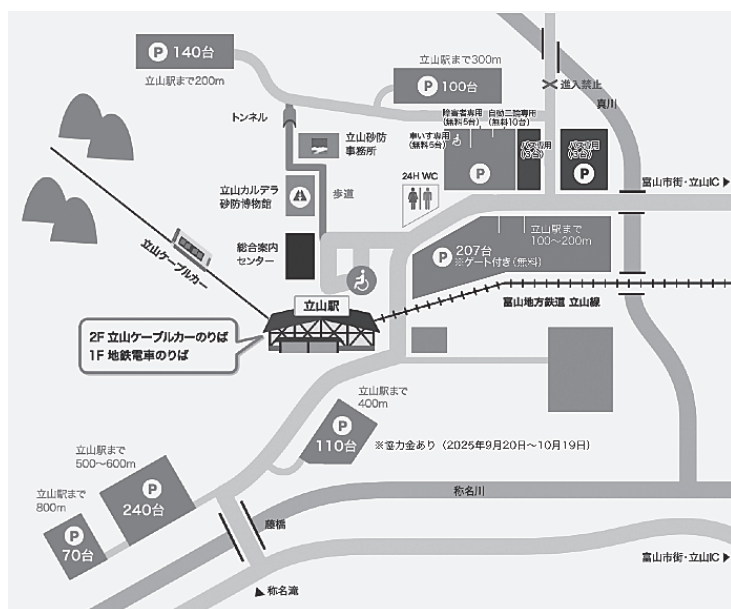 P 140台
立山駅まで200m
立山駅まで300m
P 100台
進入禁止
真川
トンネル
立山砂防
事務所
障害者専用
(無料5台)
自動二輪専用
(無料10台)
車いす専用
(無料5台)
P
バス専用
(3台)
P
バス専用
(3台)
24H WC
立山カルデラ
砂防博物館
歩道
富山市街・立山IC
立山ケーブルカー
総合案内
センター
P 207台
※ゲート付き(無料)
立山駅まで
100〜200m
立山駅
富山地方鉄道 立山線
2F 立山ケーブルカーのりば
1F 地鉄電車のりば
立山駅まで
400m
P
110台
※協力金あり(2025年9月20日〜10月19日)
立山駅まで
500〜600m
P
240台
立山駅まで
800m
P
70台
藤橋
称名川
富山市街・立山IC
称名滝